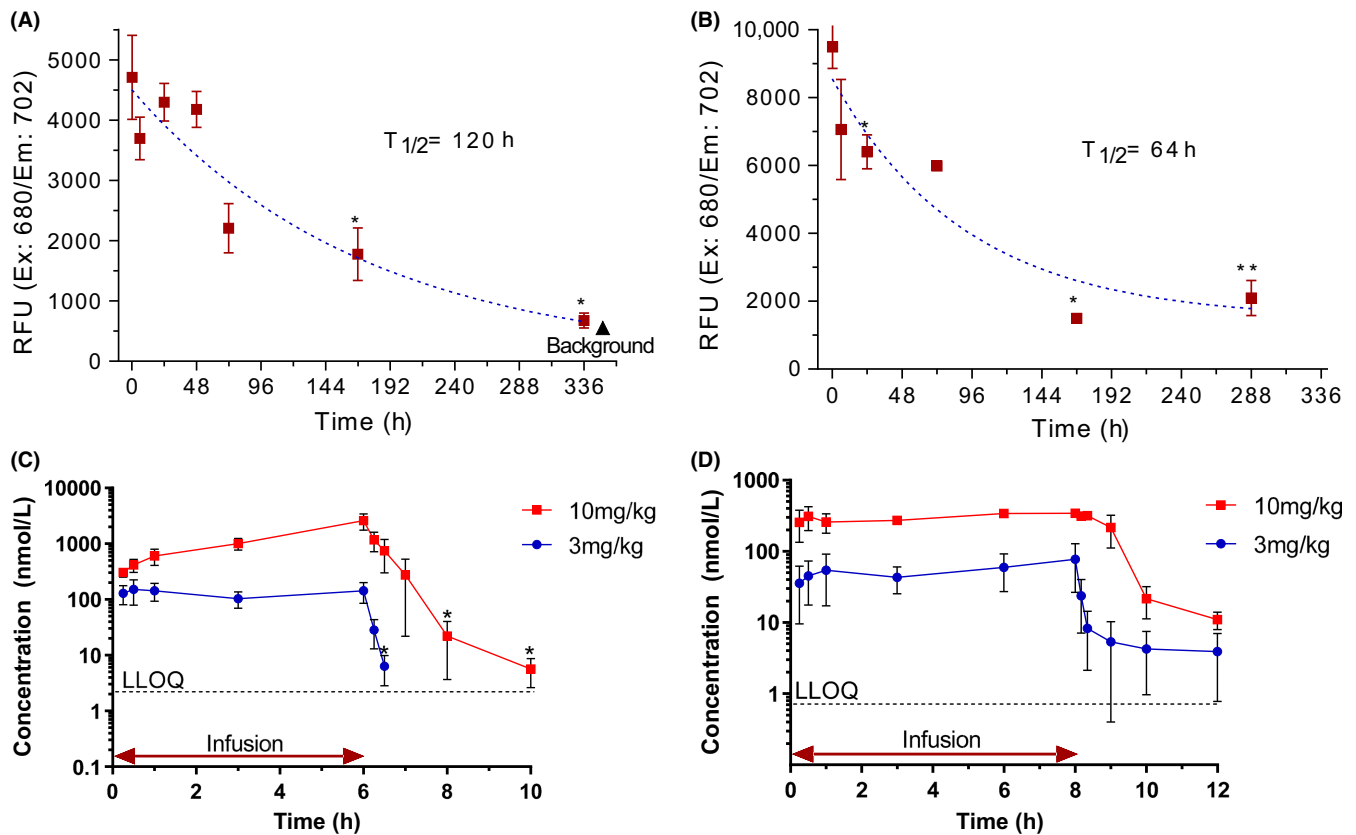 (A)
5000
4000
3000
2000
1000
0
RFU (Ex: 680/Em: 702)
T 1/2= 120 h
*
*
Background
0 48 96 144 192 240 288 336
Time (h)
(B)
10,000
8000
6000
4000
2000
0
RFU (Ex: 680/Em: 702)
T 1/2= 64 h
*
*
* *
0 48 96 144 192 240 288 336
Time (h)
(C)
10000
1000
100
10
1
0.1
Concentration (nmol/L)
10mg/kg
3mg/kg
*
*
*
LLOQ
Infusion
0 2 4 6 8 10
Time (h)
(D)
1000
100
10
1
Concentration (nmol/L)
10mg/kg
3mg/kg
LLOQ
Infusion
0 2 4 6 8 10 12
Time (h)